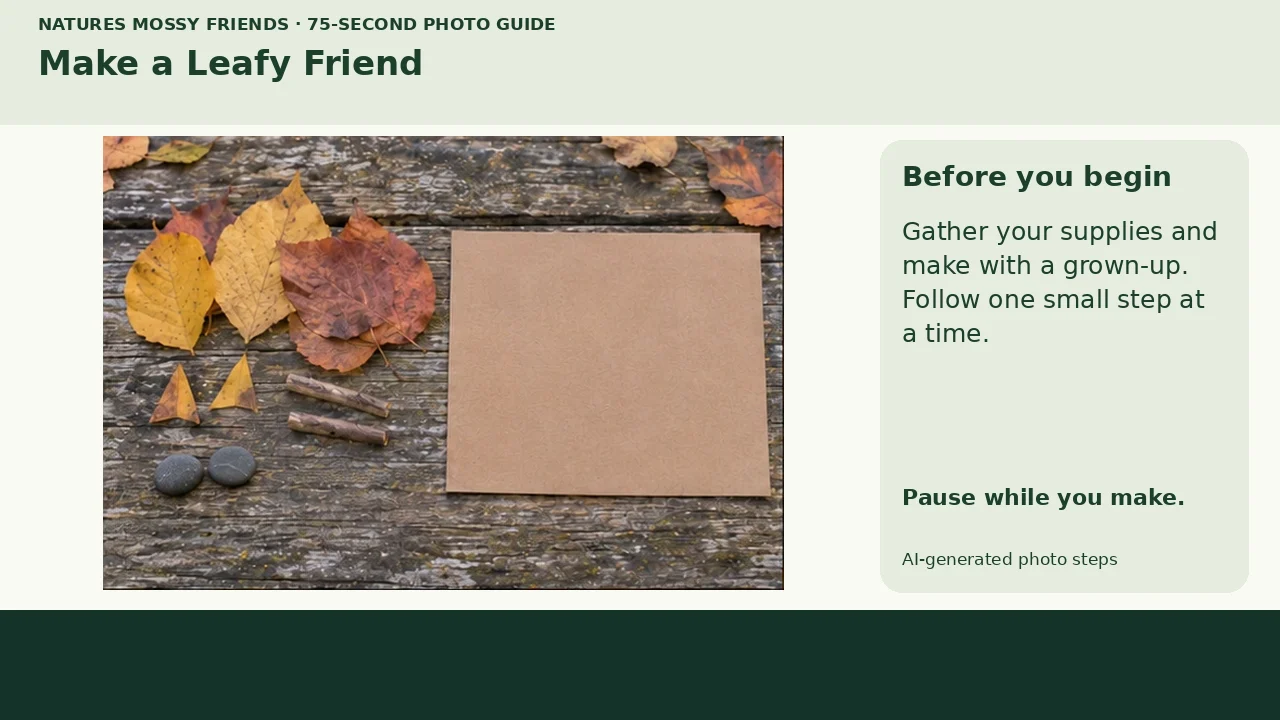 NATURES MOSSY FRIENDS · 75-SECOND PHOTO GUIDE
Make a Leafy Friend
Before you begin
Gather your supplies and
make with a grown-up.
Follow one small step at
a time.
Pause while you make.
AI-generated photo steps